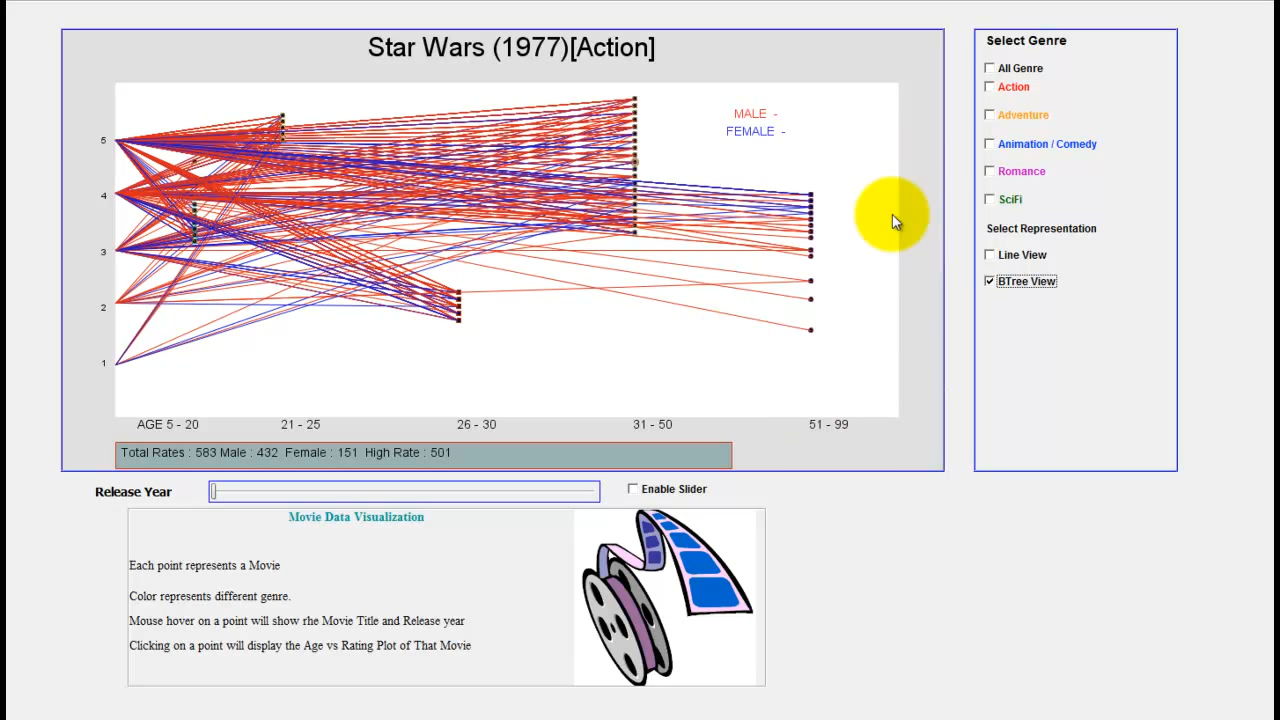 Star Wars (1977)[Action]
MALE -
FEMALE -
5
4
3
2
1
AGE 5 - 20
21 - 25
26 - 30
31 - 50
51 - 99
Total Rates : 583 Male : 432 Female : 151 High Rate : 501
Select Genre
All Genre
Action
Adventure
Animation / Comedy
Romance
SciFi
Select Representation
Line View
BTree View
Release Year
Enable Slider
Movie Data Visualization
Each point represents a Movie
Color represents different genre.
Mouse hover on a point will show rhe Movie Title and Release year
Clicking on a point will display the Age vs Rating Plot of That Movie